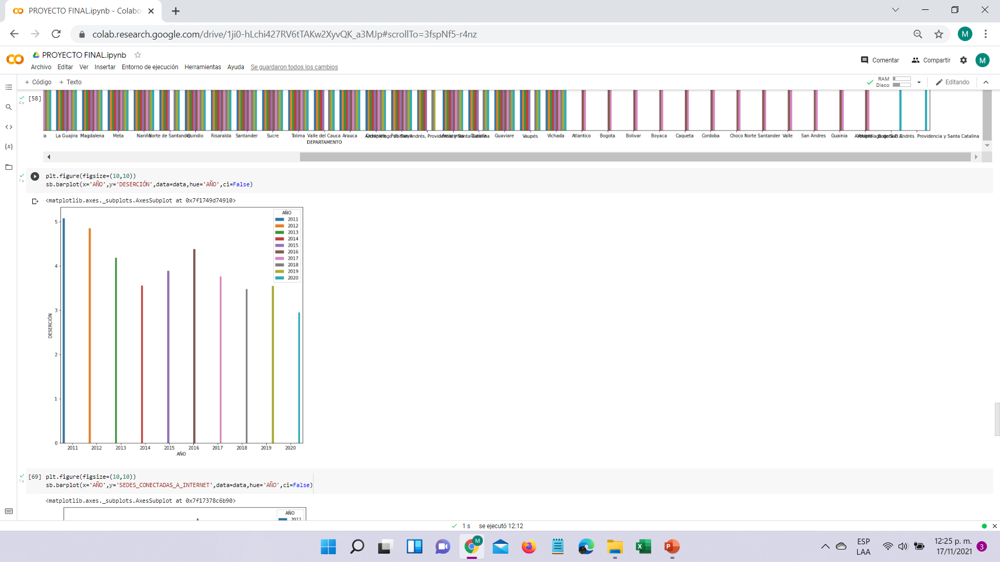 PROYECTO FINAL.ipynb - Colabo
colab.research.google.com/drive/1ji0-hLchi427RV6tTAKw2XyvQK_a3MJp#scrollTo=3fspNf5-r4nz
M
PROYECTO FINAL.ipynb
Archivo Editar Ver Insertar Entorno de ejecución Herramientas Ayuda Se guardaron todos los cambios
Comentar Compartir M
+ Código + Texto
RAM
Disco
Editando
[58]
4s
La Guajira Magdalena Meta Nariño Norte de Santander Quindio Risaralda Santander Sucre Tolima Valle del Cauca Arauca Putumayo Guaviare Vaupés Vichada Atlantico Bogota Bolivar Boyaca Caqueta Cordoba Choco Norte Santander Valle San Andres Guainia
DEPARTAMENTO
1s
plt.figure(figsize=(10,10))
sb.barplot(x='AÑO',y='DESERCIÓN',data=data,hue='AÑO',ci=False)
<matplotlib.axes._subplots.AxesSubplot at 0x7f1749d74910>
AÑO
2011
2012
2013
2014
2015
2016
2017
2018
2019
2020
5
4
3
2
1
0
DESERCIÓN
2011 2012 2013 2014 2015 2016 2017 2018 2019 2020
AÑO
[69]
1s
plt.figure(figsize=(10,10))
sb.barplot(x='AÑO',y='SEDES_CONECTADAS_A_INTERNET',data=data,hue='AÑO',ci=False)
<matplotlib.axes._subplots.AxesSubplot at 0x7f17378c6b90>
AÑO
2011
1 s se ejecutó 12:12
M
ESP
LAA
12:25 p. m.
17/11/2021
3